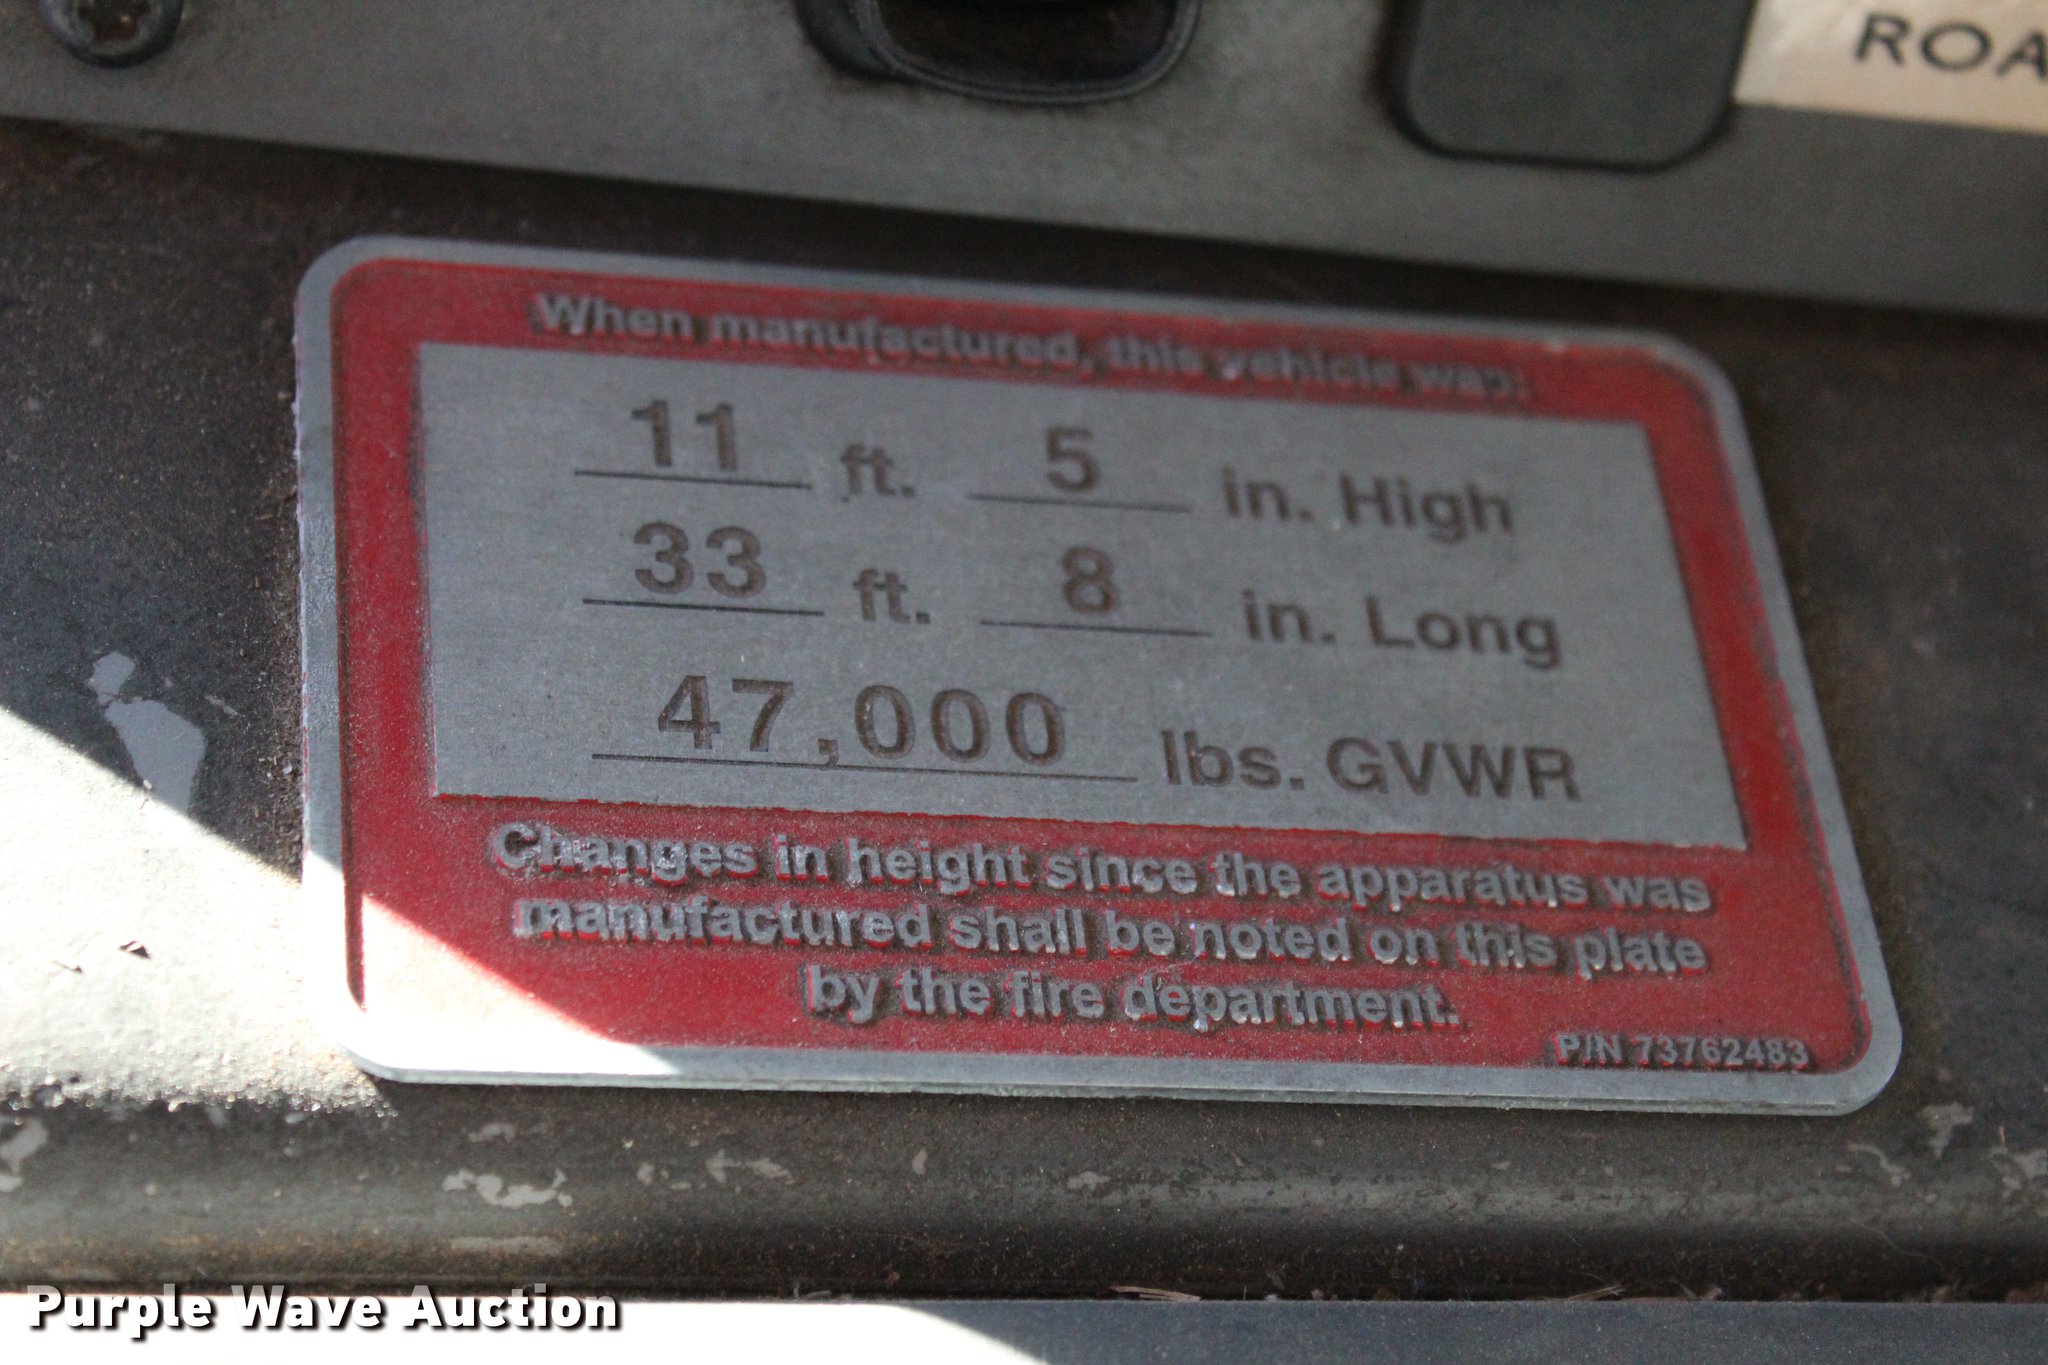 ROA
When manufactured, this vehicle was:
11 ft. 5 in. High
33 ft. 8 in. Long
47,000 lbs. GVWR
Changes in height since the apparatus was
manufactured shall be noted on this plate
by the fire department.
P/N 73762483
Purple Wave Auction